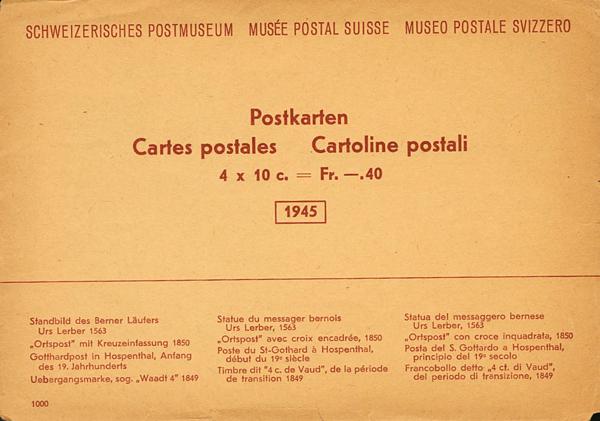 SCHWEIZERISCHES POSTMUSEUM MUSÉE POSTAL SUISSE MUSEO POSTALE SVIZZERO
Postkarten
Cartes postales Cartoline postali
4 x 10 c. = Fr. —.40
1945
Standbild des Berner Läufers
Urs Lerber 1563
„Ortspost" mit Kreuzeinfassung 1850
Gotthardpost in Hospenthal, Anfang
des 19. Jahrhunderts
Uebergangsmarke, sog. „Waadt 4" 1849
Statue du messager bernois
Urs Lerber, 1563
„Ortspost" avec croix encadrée, 1850
Poste du St-Gothard à Hospenthal,
début du 19e siècle
Timbre dit "4 c. de Vaud", de la période
de transition 1849
Statua del messaggero bernese
Urs Lerber, 1563
„Ortspost" con croce inquadrata, 1850
Posta del S. Gottardo a Hospenthal,
principio del 19o secolo
Francobollo detto „4 ct. di Vaud",
del periodo di transizione, 1849
1000